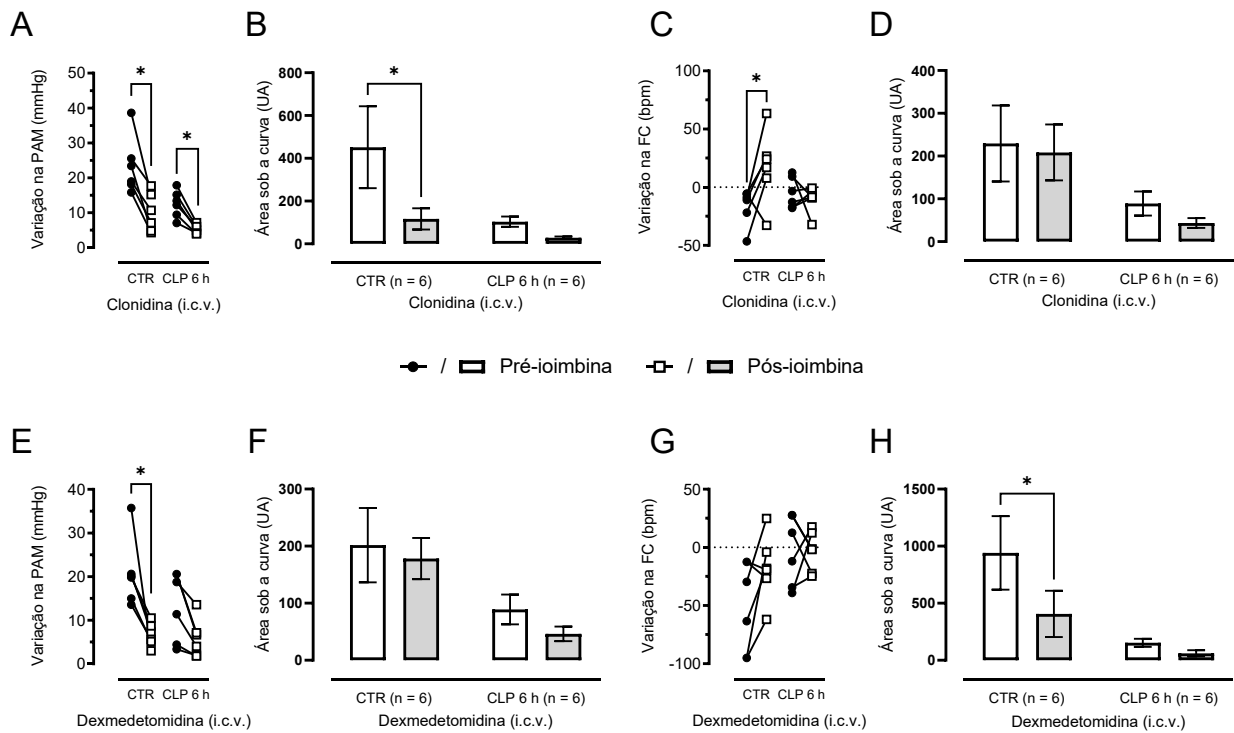 A
Variação na PAM (mmHg)
50
40
30
20
10
0
*
*
CTR CLP 6 h
Clonidina (i.c.v.)
B
Área sob a curva (UA)
800
600
400
200
0
*
CTR (n = 6) CLP 6 h (n = 6)
Clonidina (i.c.v.)
C
Variação na FC (bpm)
100
50
0
-50
*
CTR CLP 6 h
Clonidina (i.c.v.)
D
Área sob a curva (UA)
400
300
200
100
0
CTR (n = 6) CLP 6 h (n = 6)
Clonidina (i.c.v.)
/ Pré-ioimbina / Pós-ioimbina
E
Variação na PAM (mmHg)
40
30
20
10
0
*
CTR CLP 6 h
Dexmedetomidina (i.c.v.)
F
Área sob a curva (UA)
300
200
100
0
CTR (n = 6) CLP 6 h (n = 6)
Dexmedetomidina (i.c.v.)
G
Variação na FC (bpm)
50
0
-50
-100
CTR CLP 6 h
Dexmedetomidina (i.c.v.)
H
Área sob a curva (UA)
1500
1000
500
0
*
CTR (n = 6) CLP 6 h (n = 6)
Dexmedetomidina (i.c.v.)